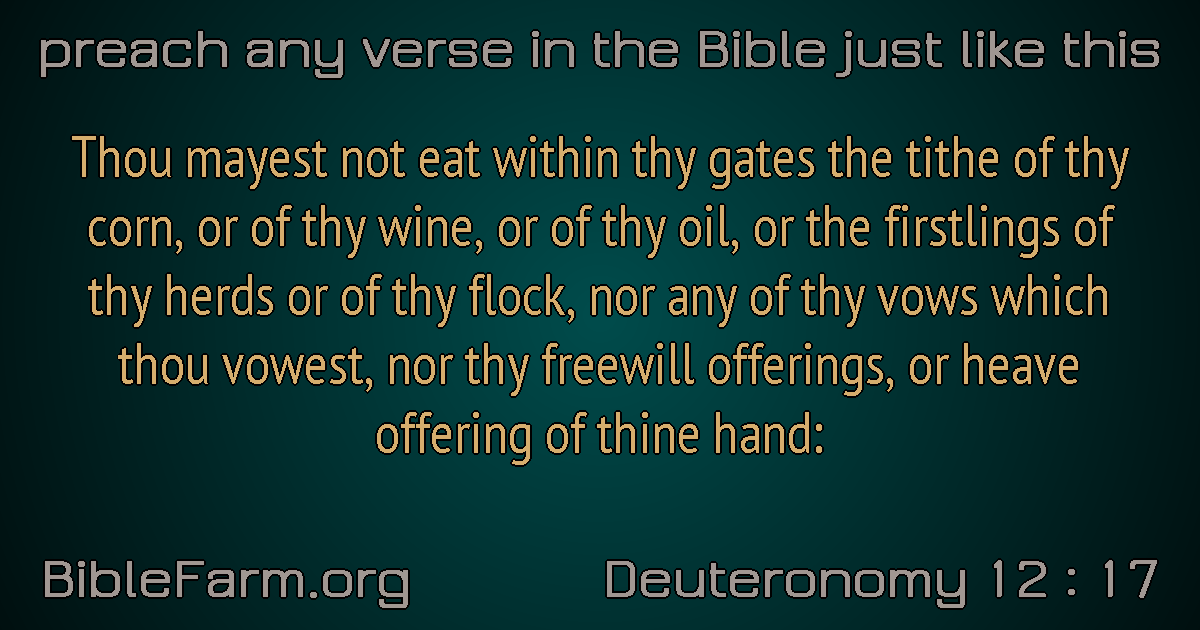 preach any verse in the Bible just like this
Thou mayest not eat within thy gates the tithe of thy
corn, or of thy wine, or of thy oil, or the firstlings of
thy herds or of thy flock, nor any of thy vows which
thou vowest, nor thy freewill offerings, or heave
offering of thine hand:
BibleFarm.org
Deuteronomy 12 : 17